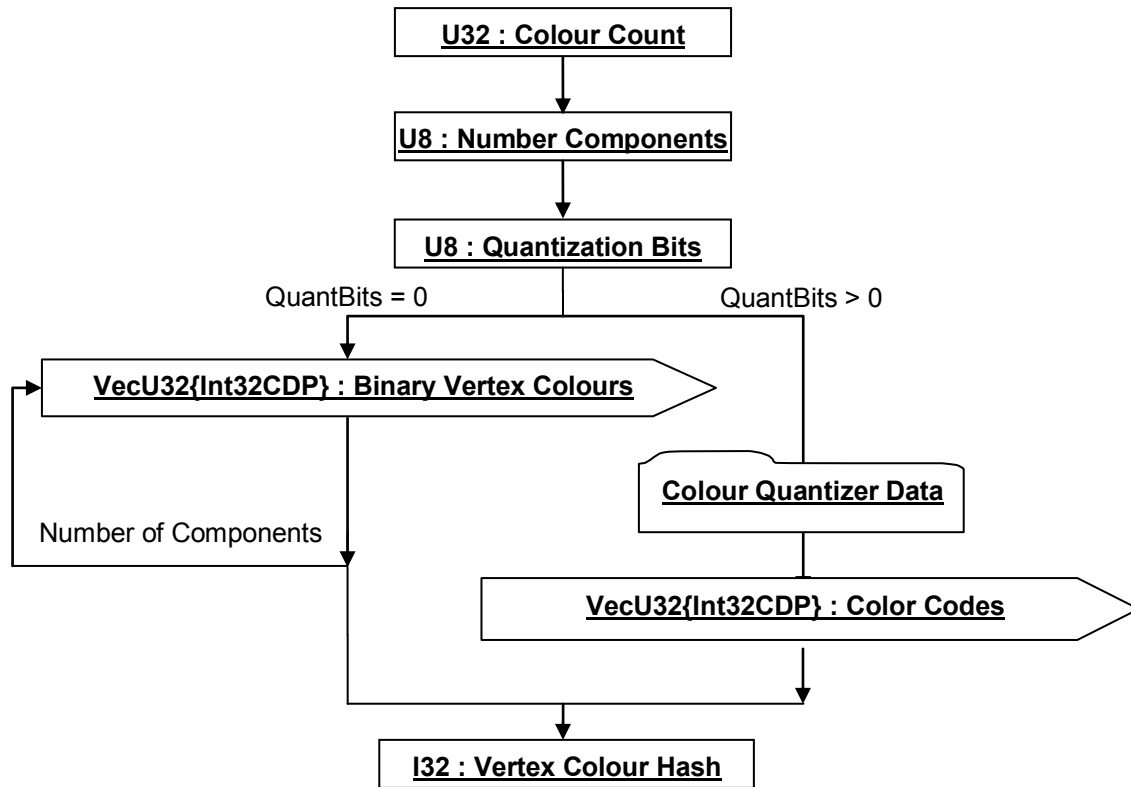 U32 : Colour Count
U8 : Number Components
U8 : Quantization Bits
QuantBits = 0
QuantBits > 0
VecU32{Int32CDP} : Binary Vertex Colours
Colour Quantizer Data
Number of Components
VecU32{Int32CDP} : Color Codes
I32 : Vertex Colour Hash